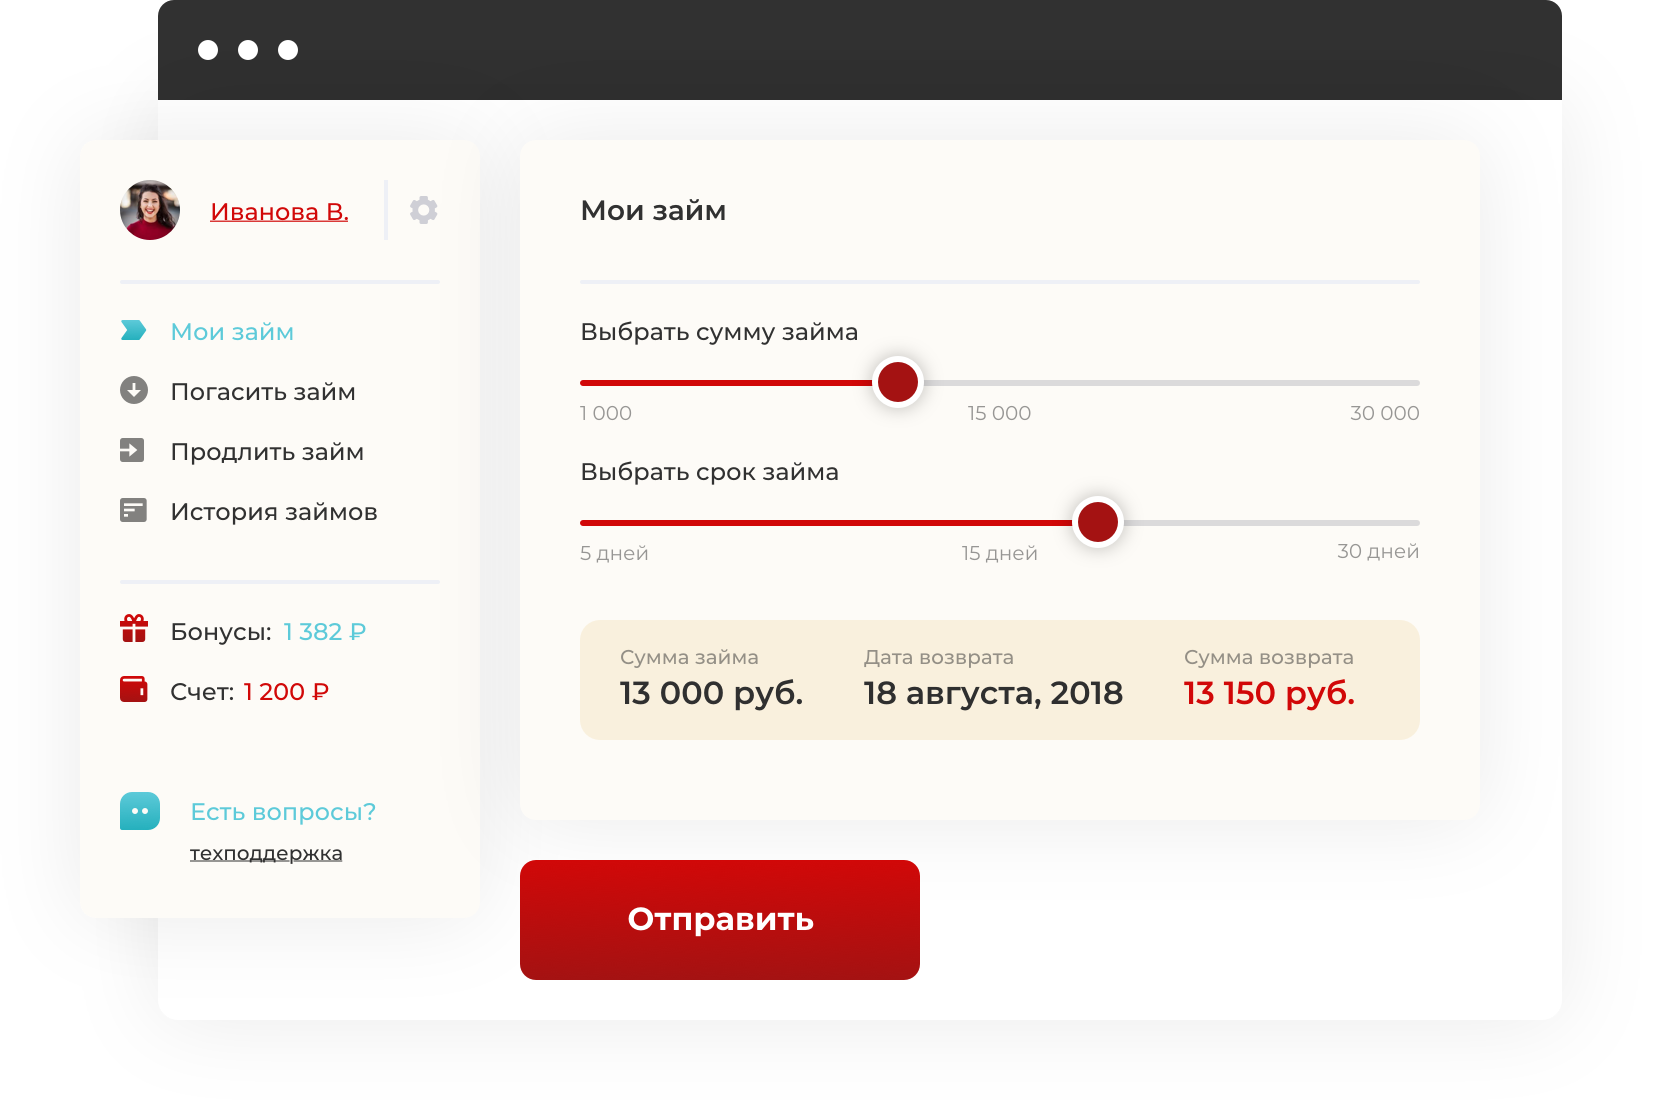 Иванова В.
Мои займ
Погасить займ
Продлить займ
История займов
Бонусы: 1 382 ₽
Счет: 1 200 ₽
Есть вопросы?
техподдержка
Мои займ
Выбрать сумму займа
1 000 15 000 30 000
Выбрать срок займа
5 дней 15 дней 30 дней
Сумма займа Дата возврата Сумма возврата
13 000 руб. 18 августа, 2018 13 150 руб.
Отправить